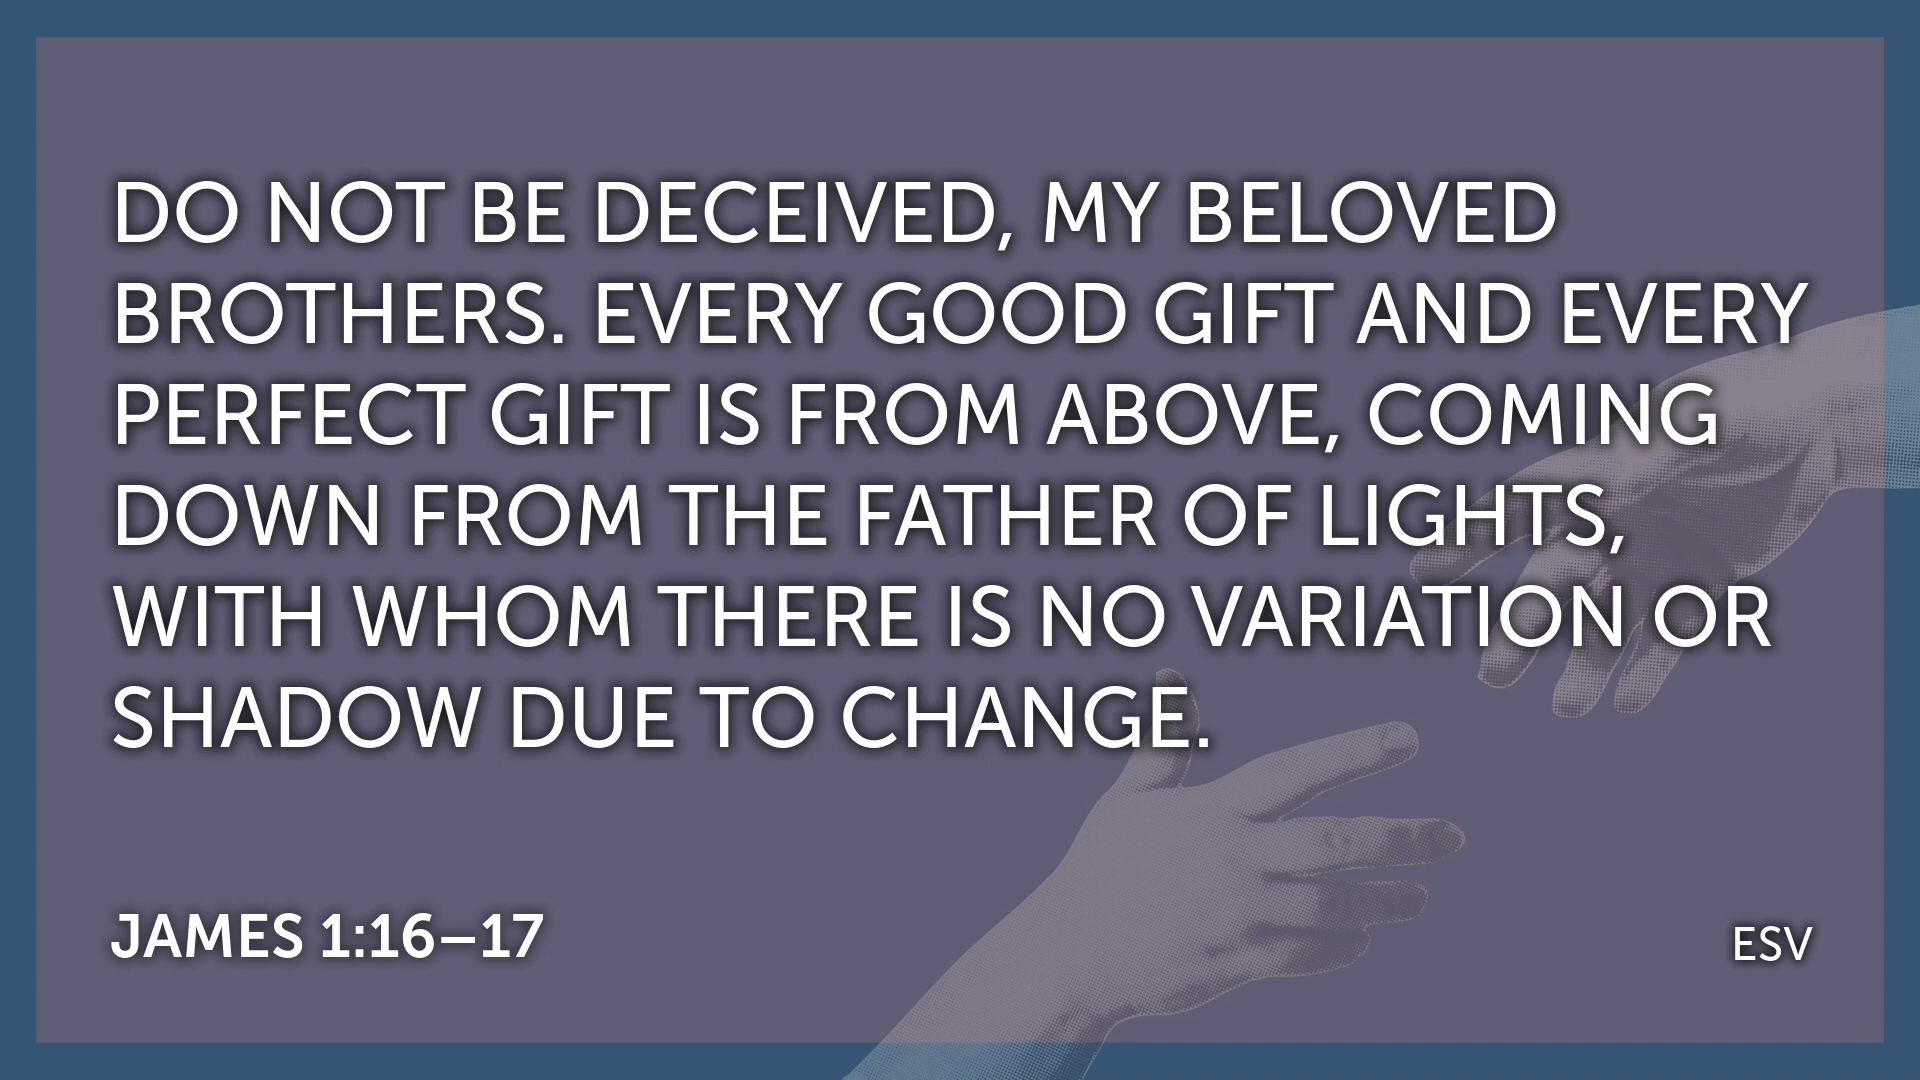 DO NOT BE DECEIVED, MY BELOVED
BROTHERS. EVERY GOOD GIFT AND EVERY
PERFECT GIFT IS FROM ABOVE, COMING
DOWN FROM THE FATHER OF LIGHTS,
WITH WHOM THERE IS NO VARIATION OR
SHADOW DUE TO CHANGE.
JAMES 1:16–17
ESV